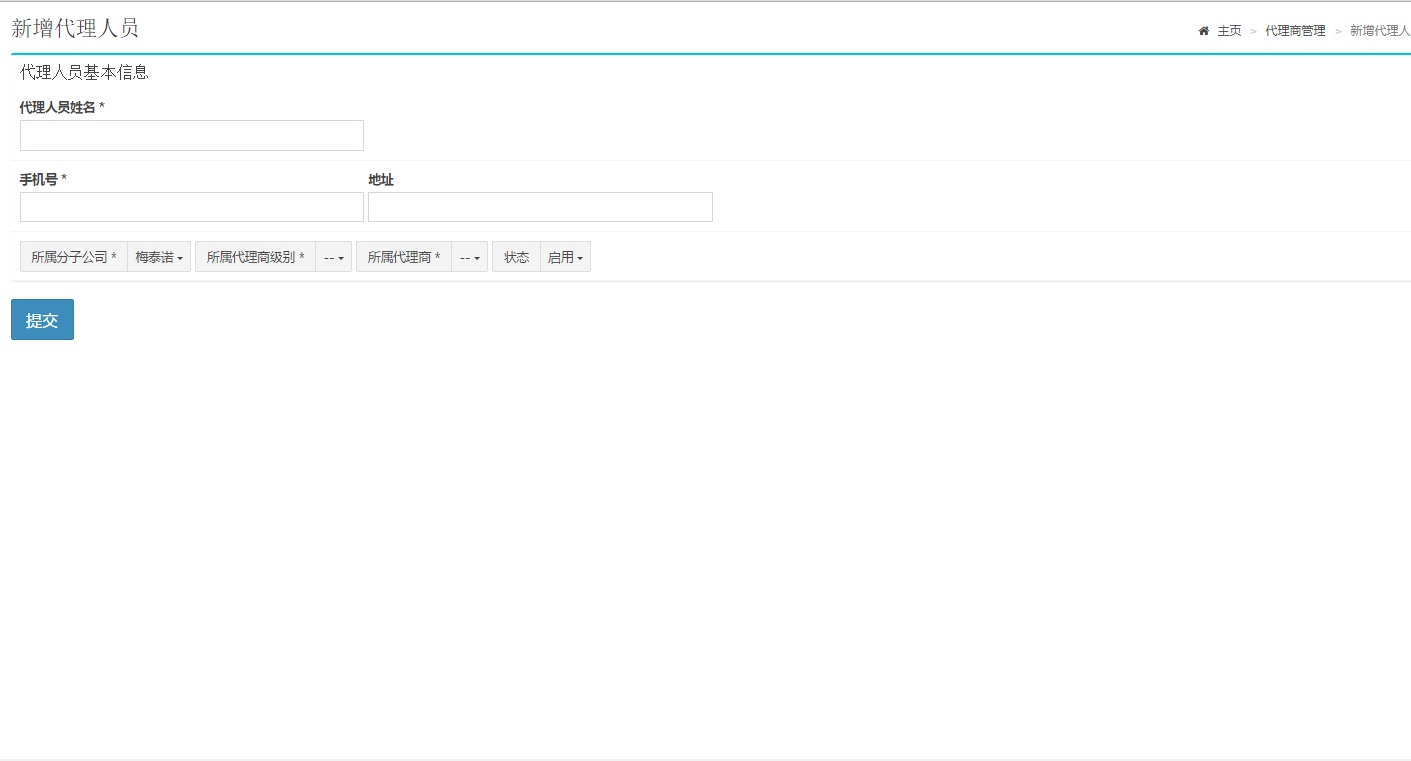 新增代理人员
主页 > 代理商管理 > 新增代理人
代理人员基本信息
代理人员姓名 *
手机号 * 地址
所属分子公司 * 梅泰诺 所属代理商级别 * -- 所属代理商 * -- 状态 启用
提交